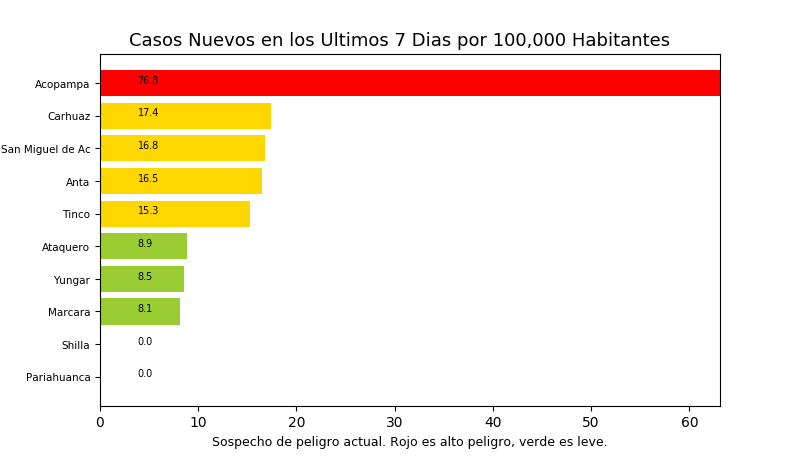 Casos Nuevos en los Ultimos 7 Dias por 100,000 Habitantes
Acopampa 76.8
Carhuaz 17.4
San Miguel de Ac 16.8
Anta 16.5
Tinco 15.3
Ataquero 8.9
Yungar 8.5
Marcara 8.1
Shilla 0.0
Pariahuanca 0.0
0 10 20 30 40 50 60
Sospecho de peligro actual. Rojo es alto peligro, verde es leve.